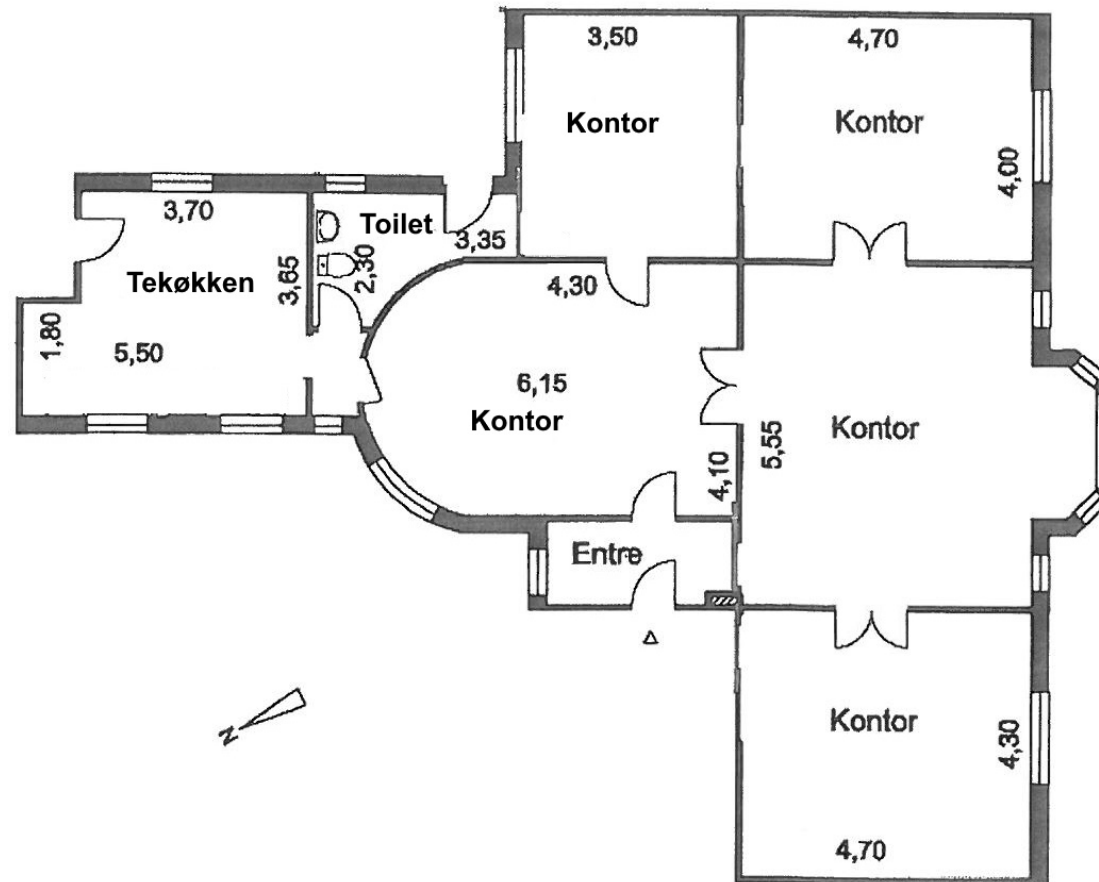 3,50
4,70
Kontor
Kontor
4,00
3,70
Toilet
3,35
2,30
3,65
Tekøkken
4,30
1,80
5,50
6,15
Kontor
4,10
5,55
Kontor
Entre
N
Kontor
4,30
4,70